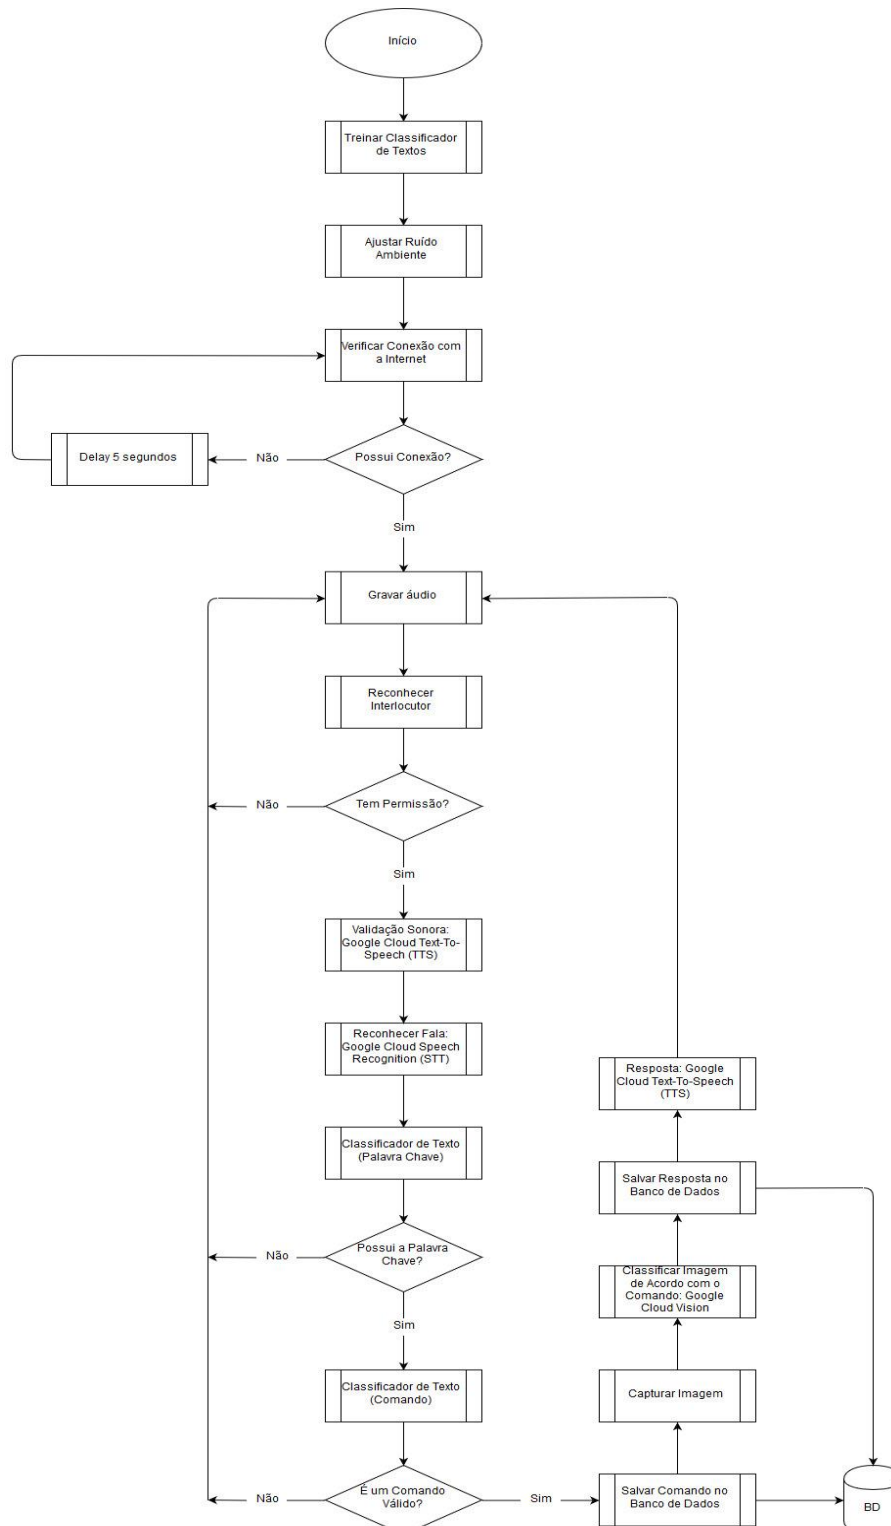 Início
Treinar Classificador
de Textos
Ajustar Ruído
Ambiente
Verificar Conexão com
a Internet
Delay 5 segundos
Não
Possui Conexão?
Sim
Gravar áudio
Reconhecer
Interlocutor
Não
Tem Permissão?
Sim
Validação Sonora:
Google Cloud Text-To-
Speech (TTS)
Reconhecer Fala:
Google Cloud Speech
Recognition (STT)
Classificador de Texto
(Palavra Chave)
Não
Possui a Palavra
Chave?
Sim
Classificador de Texto
(Comando)
Não
É um Comando
Válido?
Sim
Salvar Comando no
Banco de Dados
BD
Capturar Imagem
Classificar Imagem
de Acordo com o
Comando: Google
Cloud Vision
Salvar Resposta no
Banco de Dados
Resposta: Google
Cloud Text-To-Speech
(TTS)